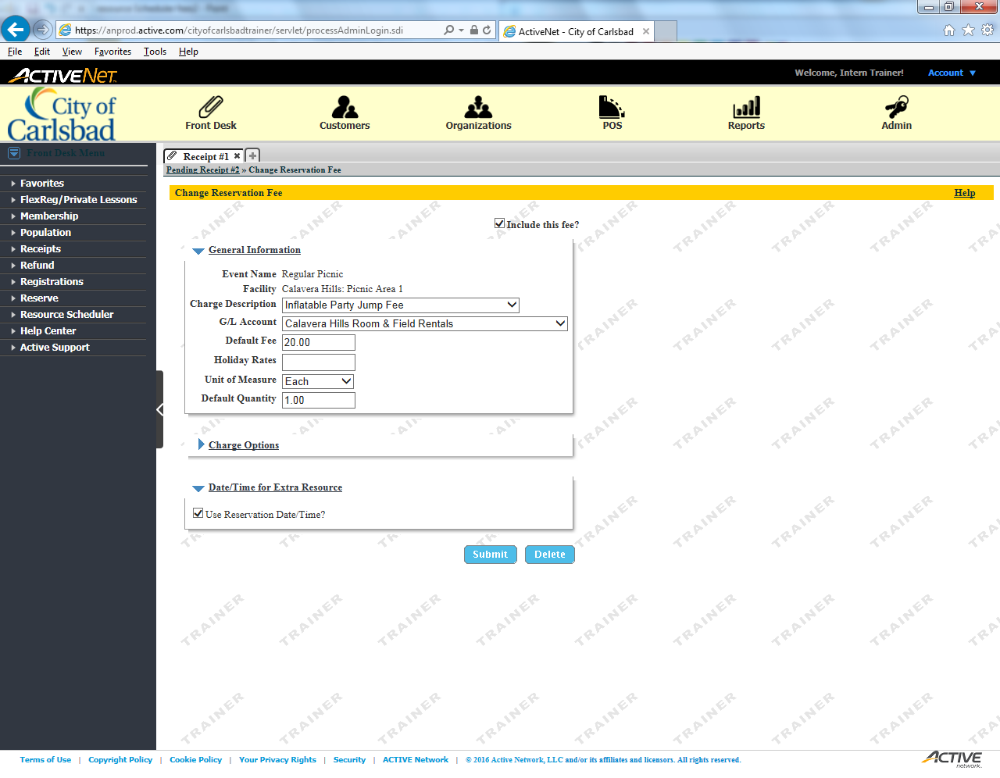 https://anprod.active.com/cityofcarlsbadtrainer/servlet/processAdminLogin.sdi
ActiveNet - City of Carlsbad
File Edit View Favorites Tools Help
ACTIVENET
Welcome, Intern Trainer!
Account
City of
Carlsbad
Front Desk
Customers
Organizations
POS
Reports
Admin
Front Desk Menu
Favorites
FlexReg/Private Lessons
Membership
Population
Receipts
Refund
Registrations
Reserve
Resource Scheduler
Help Center
Active Support
Receipt #1
Pending Receipt #2 » Change Reservation Fee
Change Reservation Fee
Help
Include this fee?
General Information
Event Name Regular Picnic
Facility Calavera Hills: Picnic Area 1
Charge Description Inflatable Party Jump Fee
G/L Account Calavera Hills Room & Field Rentals
Default Fee 20.00
Holiday Rates
Unit of Measure Each
Default Quantity 1.00
Charge Options
Date/Time for Extra Resource
Use Reservation Date/Time?
Submit Delete
TRAINER
Terms of Use | Copyright Policy | Cookie Policy | Your Privacy Rights | Security | ACTIVE Network | © 2016 Active Network, LLC and/or its affiliates and licensors. All rights reserved.
ACTIVE
network